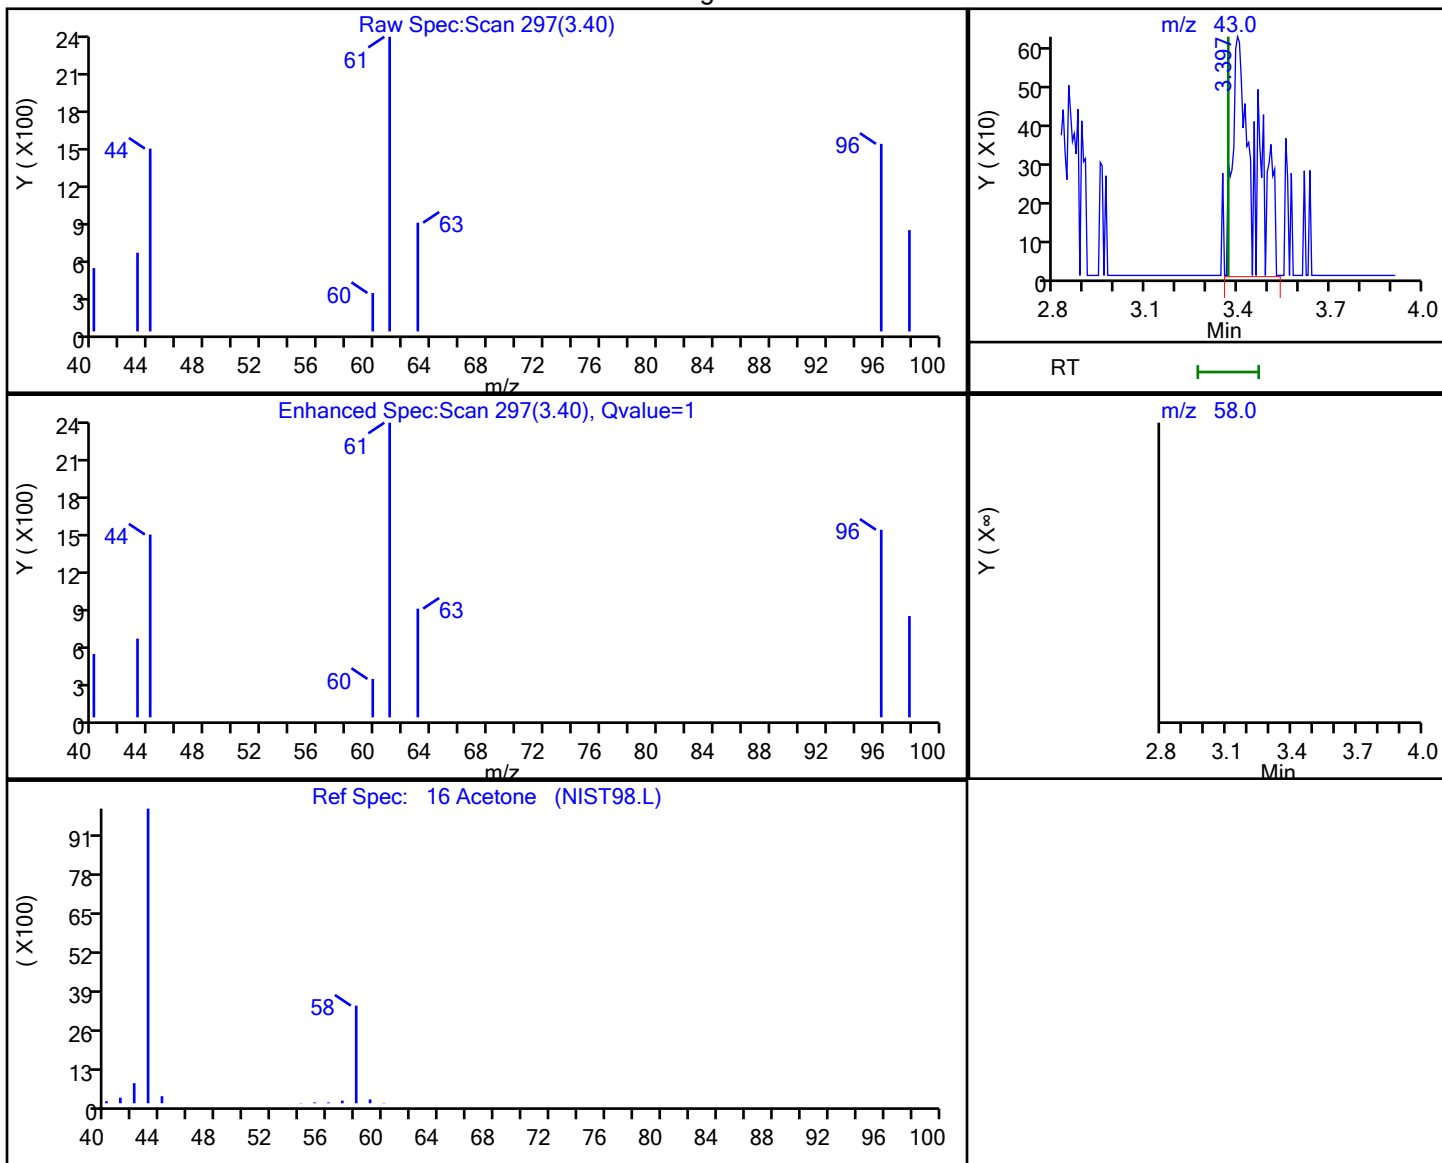 Raw Spec:Scan 297(3.40)
Y ( X100)
24
21
18
15
12
9
6
3
0
44
60
61
63
96
40 44 48 52 56 60 64 68 72 76 80 84 88 92 96 100
m/z
m/z 43.0
Y ( X10)
60
50
40
30
20
10
0
3.397
2.8 3.1 3.4 3.7 4.0
Min
RT
Enhanced Spec:Scan 297(3.40), Qvalue=1
Y ( X100)
24
21
18
15
12
9
6
3
0
44
60
61
63
96
40 44 48 52 56 60 64 68 72 76 80 84 88 92 96 100
m/z
m/z 58.0
Y ( X∞)
2.8 3.1 3.4 3.7 4.0
Min
Ref Spec: 16 Acetone (NIST98.L)
( X100)
91
78
65
52
39
26
13
0
58
40 44 48 52 56 60 64 68 72 76 80 84 88 92 96 100